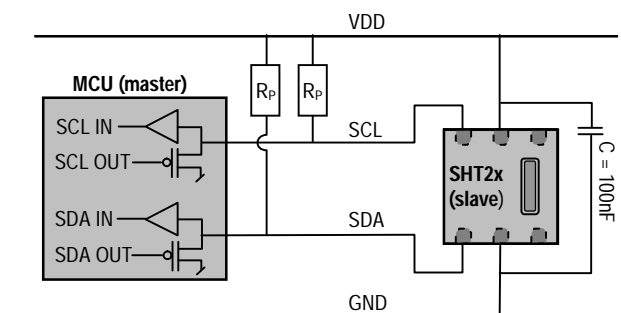 VDD
MCU (master)
RP
RP
SCL IN
SCL
SCL OUT
SHT2x
(slave)
C = 100nF
SDA IN
SDA
SDA OUT
GND